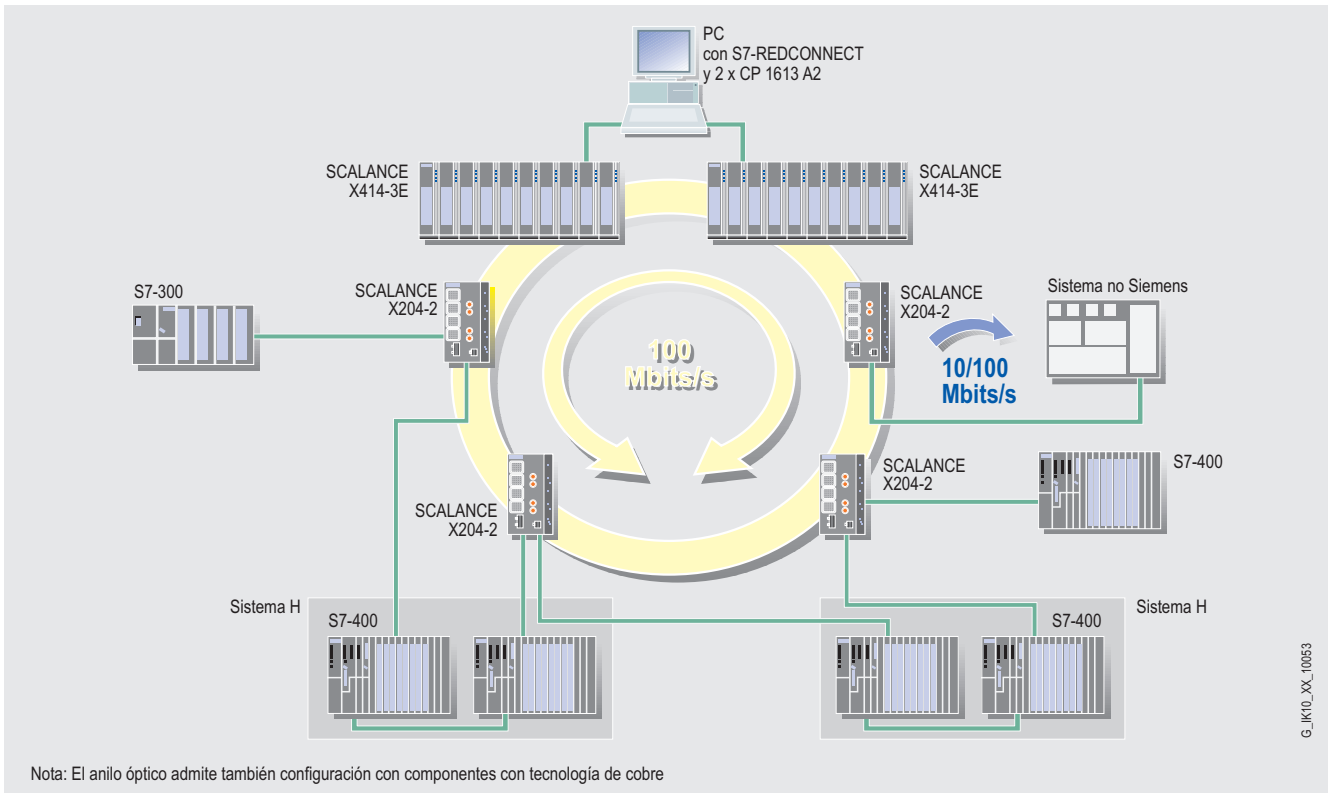 PC
con S7-REDCONNECT
y 2 x CP 1613 A2
SCALANCE
X414-3E
SCALANCE
X414-3E
S7-300
SCALANCE
X204-2
SCALANCE
X204-2
Sistema no Siemens
100
Mbits/s
10/100
Mbits/s
SCALANCE
X204-2
SCALANCE
X204-2
S7-400
Sistema H
S7-400
Sistema H
S7-400
G_IK10_XX_10053
Nota: El anillo óptico admite también configuración con componentes con tecnología de cobre